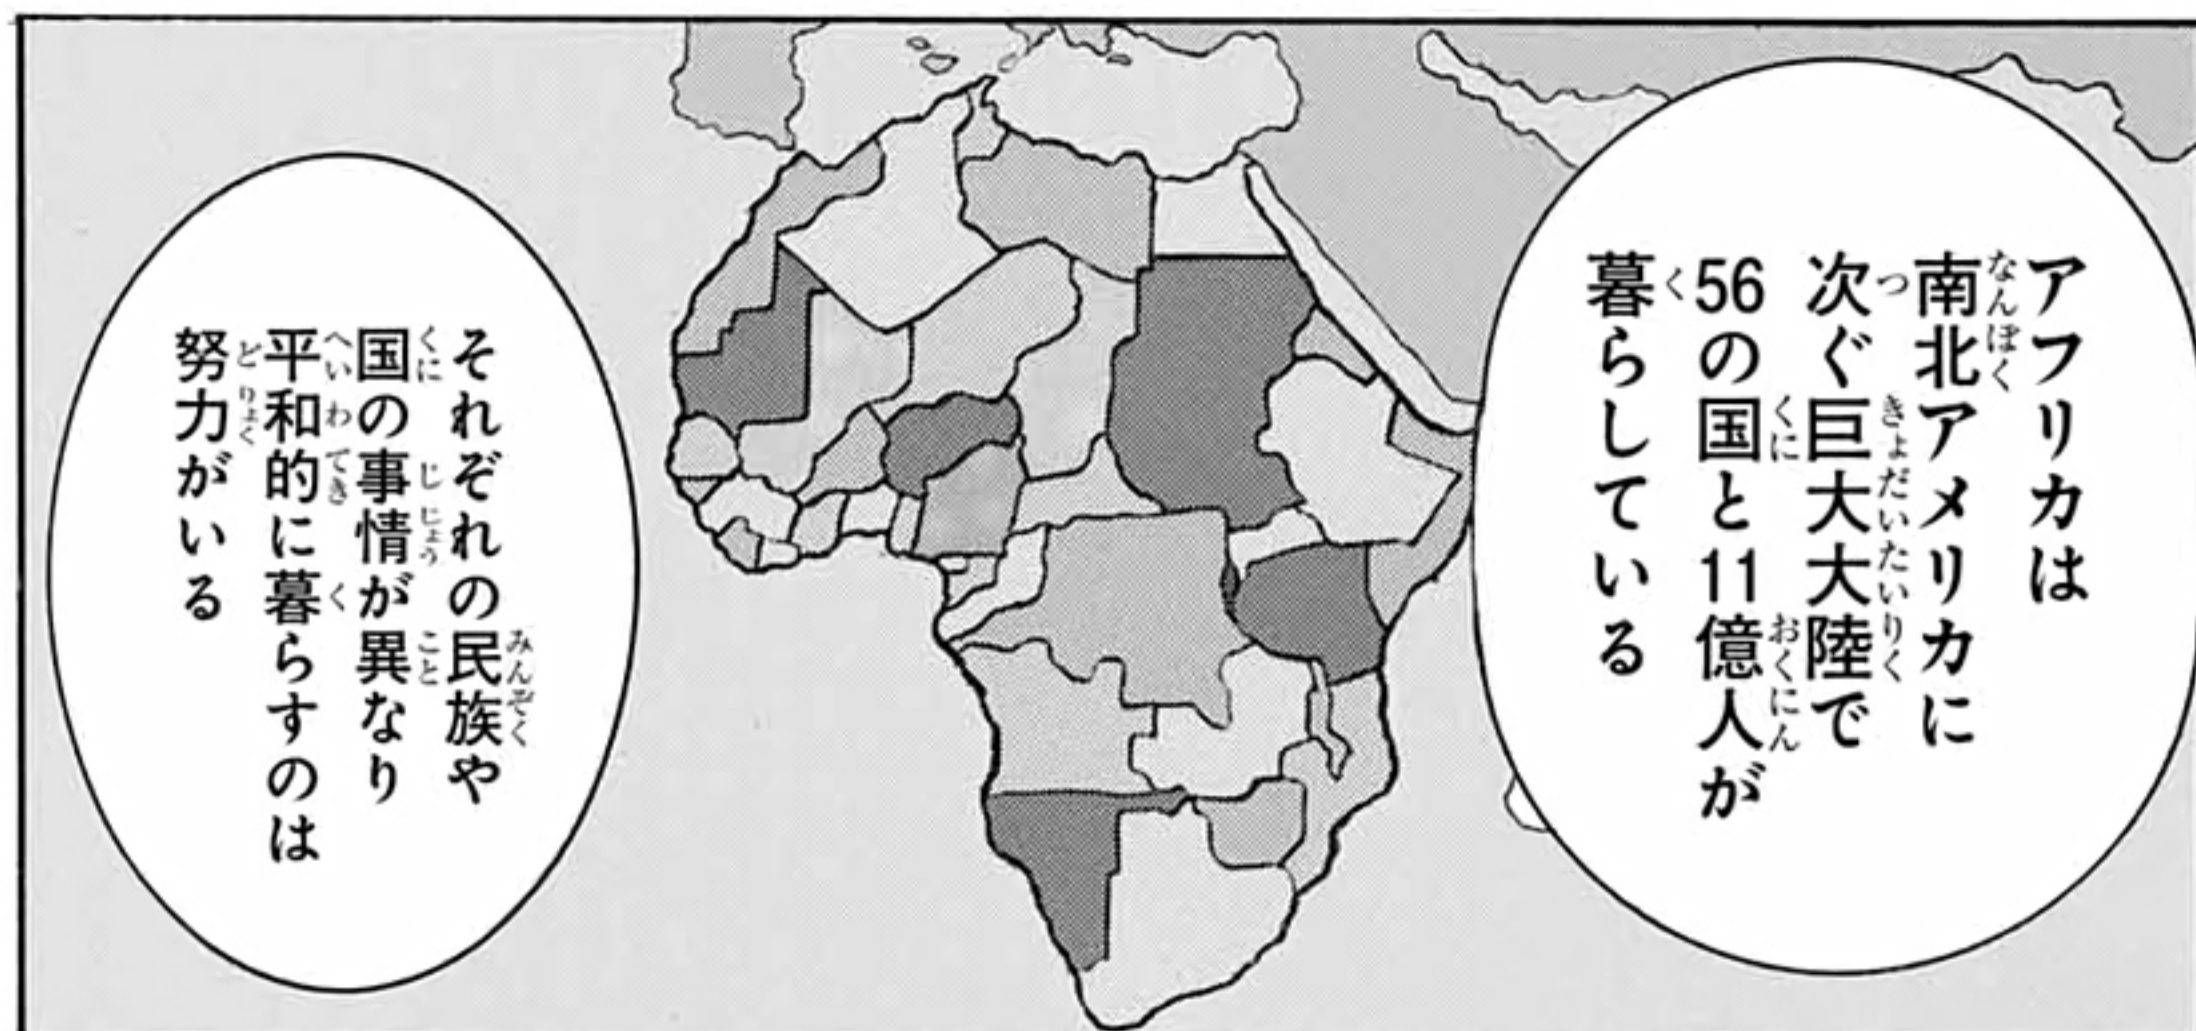 アフリカは
南北アメリカに
次ぐ巨大大陸で
56の国と11億人が
暮らしている
それぞれの民族や
国の事情が異なり
平和的に暮らすのは
努力がいる